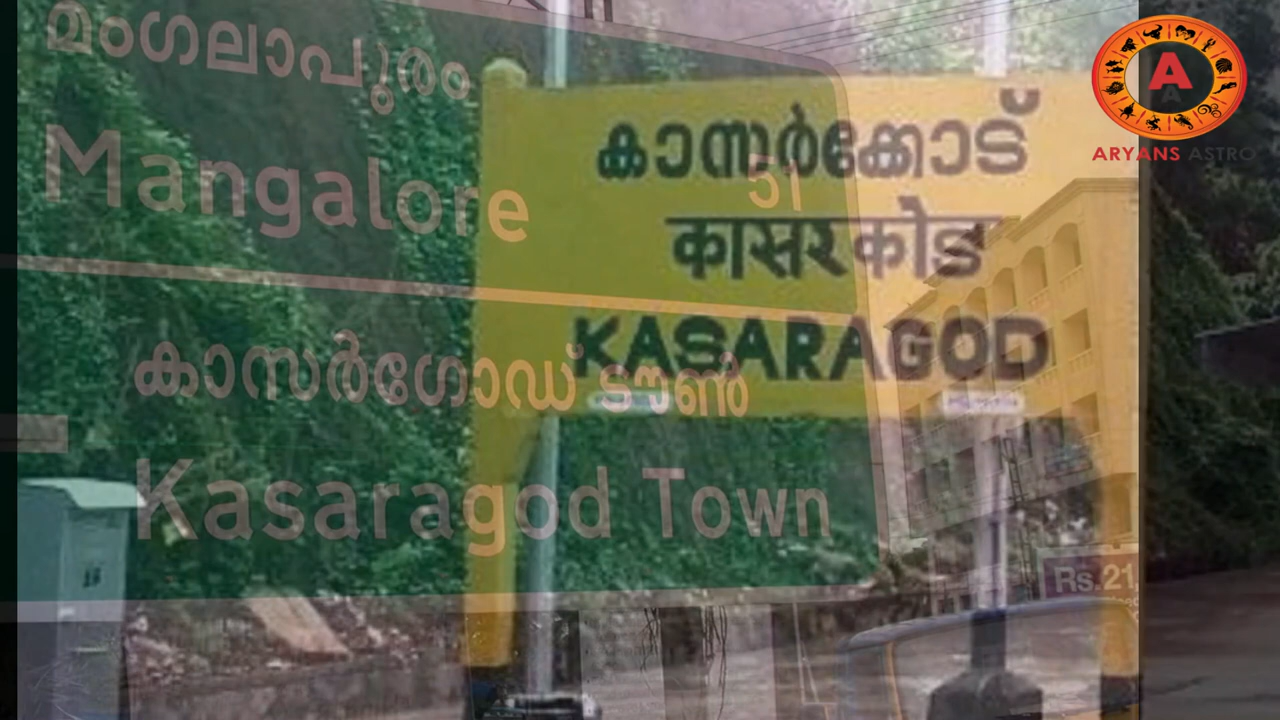 മംഗലാപുരം
Mangalore 51
കാസർഗോഡ് ടൗൺ
Kasaragod Town
കാസർകോട്
कासरकोड
KASARAGOD
Rs.21,
A
ARYANS ASTRO